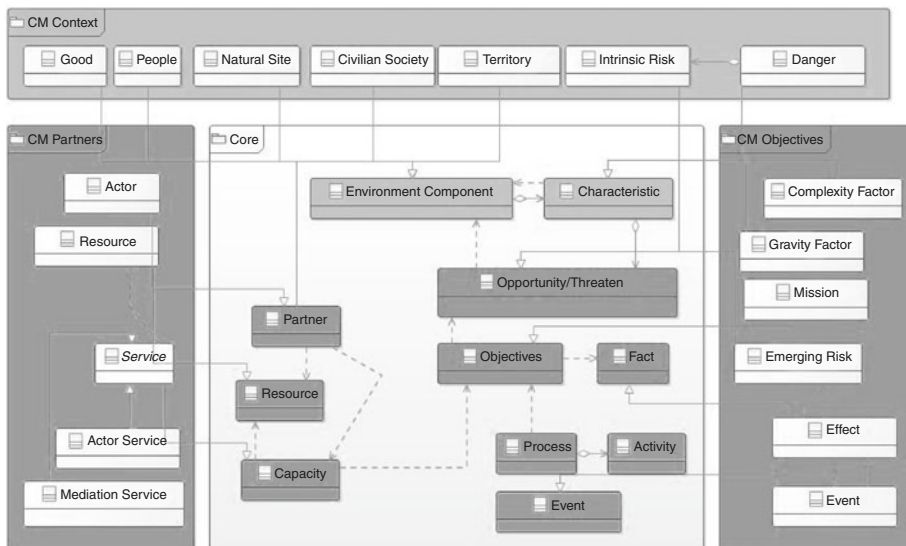 CM Context
Good
People
Natural Site
Civilian Society
Territory
Intrinsic Risk
Danger
CM Partners
Actor
Resource
Service
Actor Service
Mediation Service
Core
Environment Component
Characteristic
Opportunity/Threaten
Partner
Objectives
Fact
Resource
Process
Activity
Capacity
Event
CM Objectives
Complexity Factor
Gravity Factor
Mission
Emerging Risk
Effect
Event